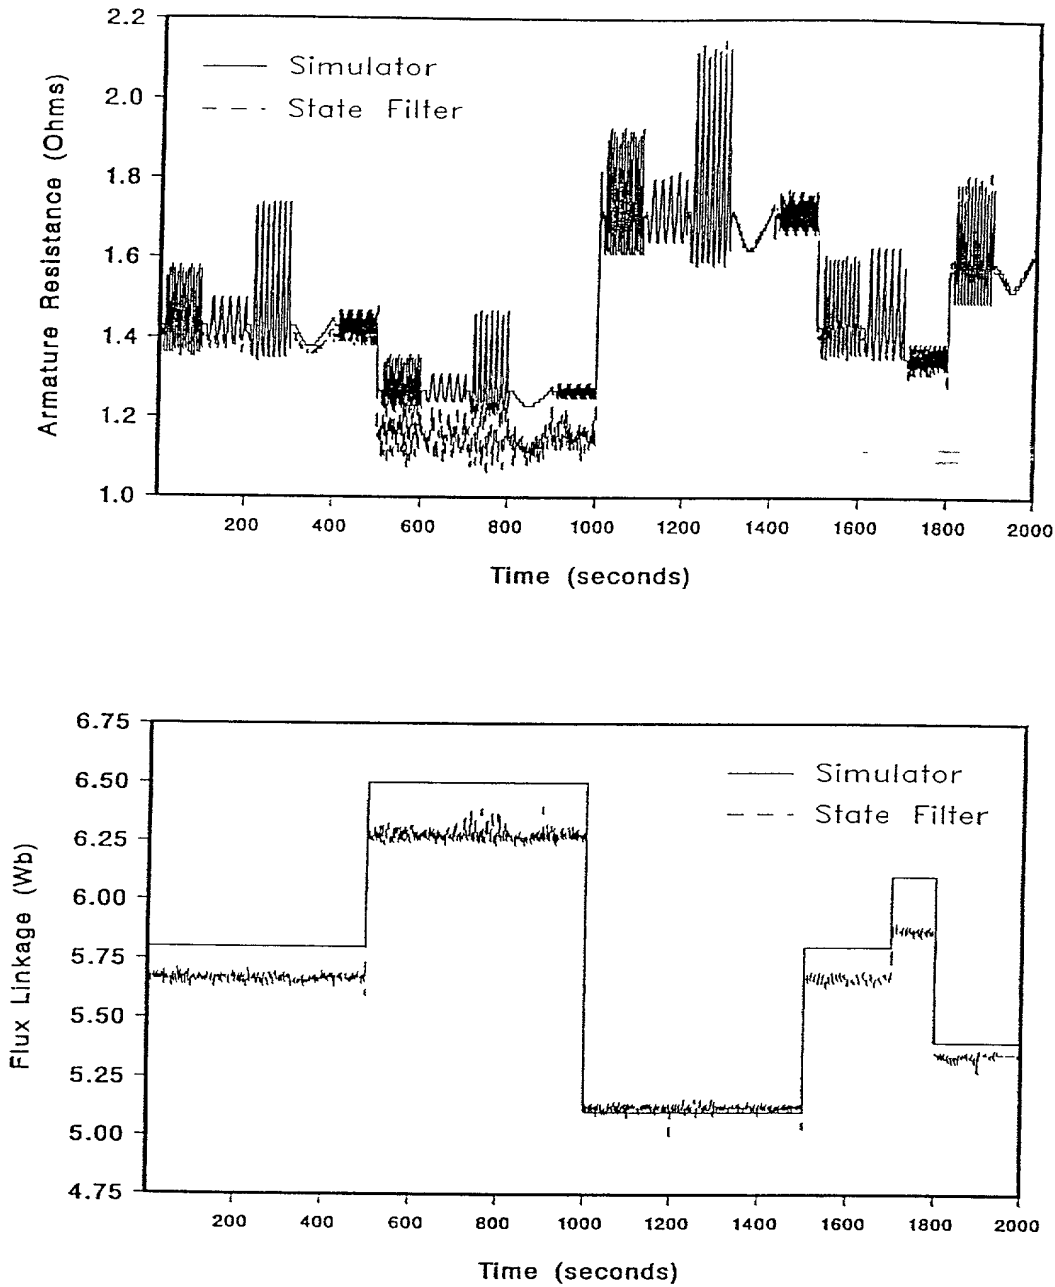 2.2
2.0
1.8
1.6
1.4
1.2
1.0
Armature Resistance (Ohms)
Simulator
State Filter
200 400 600 800 1000 1200 1400 1600 1800 2000
Time (seconds)
6.75
6.50
6.25
6.00
5.75
5.50
5.25
5.00
4.75
Flux Linkage (Wb)
Simulator
State Filter
200 400 600 800 1000 1200 1400 1600 1800 2000
Time (seconds)